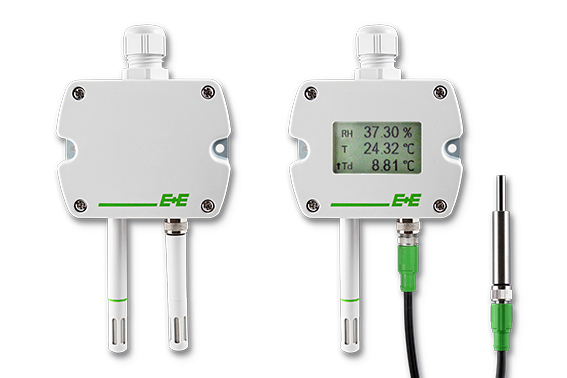 E+E
RH 37.30 %
T 24.32 °C
↑Td 8.81 °C
E+E